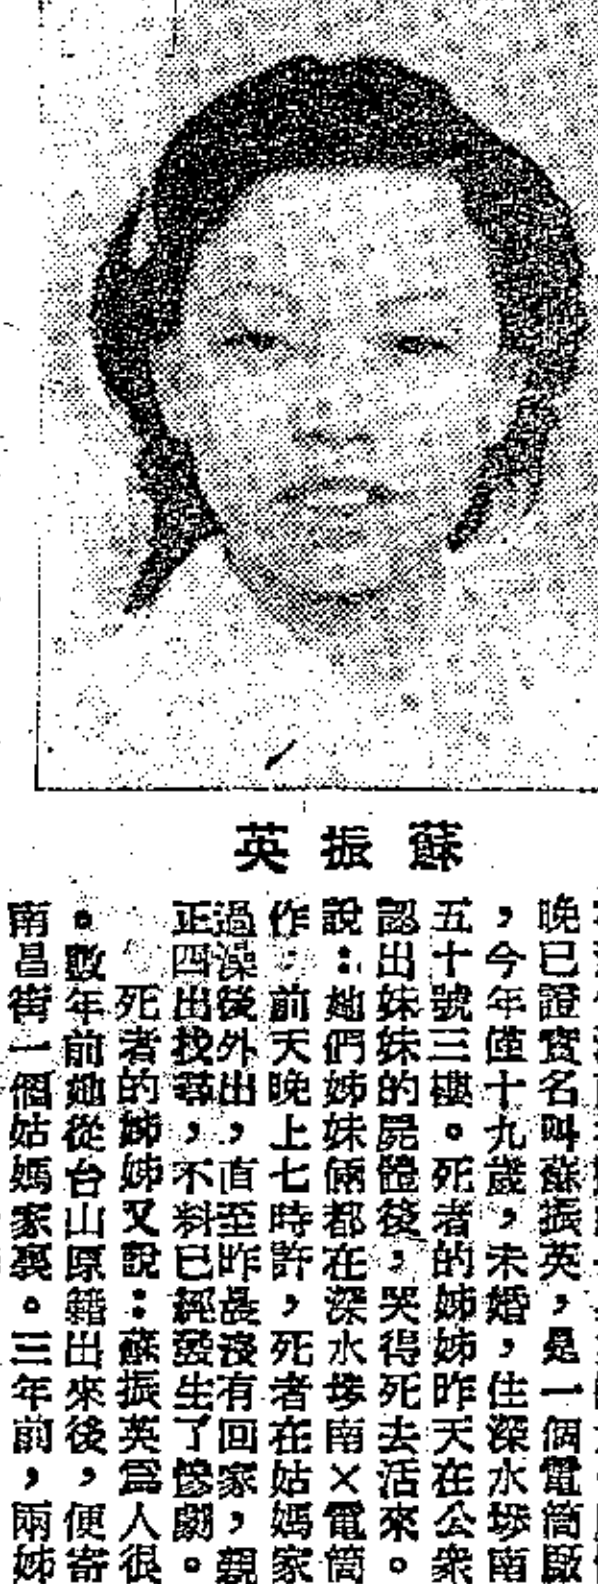 蘇振英
晚已證實名叫蘇振英，是一個電筒廠
，今年僅十九歲，未婚，住深水埗南
五十號三樓。死者的姊姊昨天在公衆
認出妹妹的屍體後，哭得死去活來。
說：她們姊妹倆都在深水埗南×電筒
作。前天晚上七時許，死者在姑媽家
過澡後外出，直至昨晨沒有回家，親
正四出找尋，不料已經發生了慘劇。
死者的姊姊又說：蘇振英爲人很
。數年前她從台山原籍出來後，便寄
南昌街一個姑媽家裏。三年前，兩姊